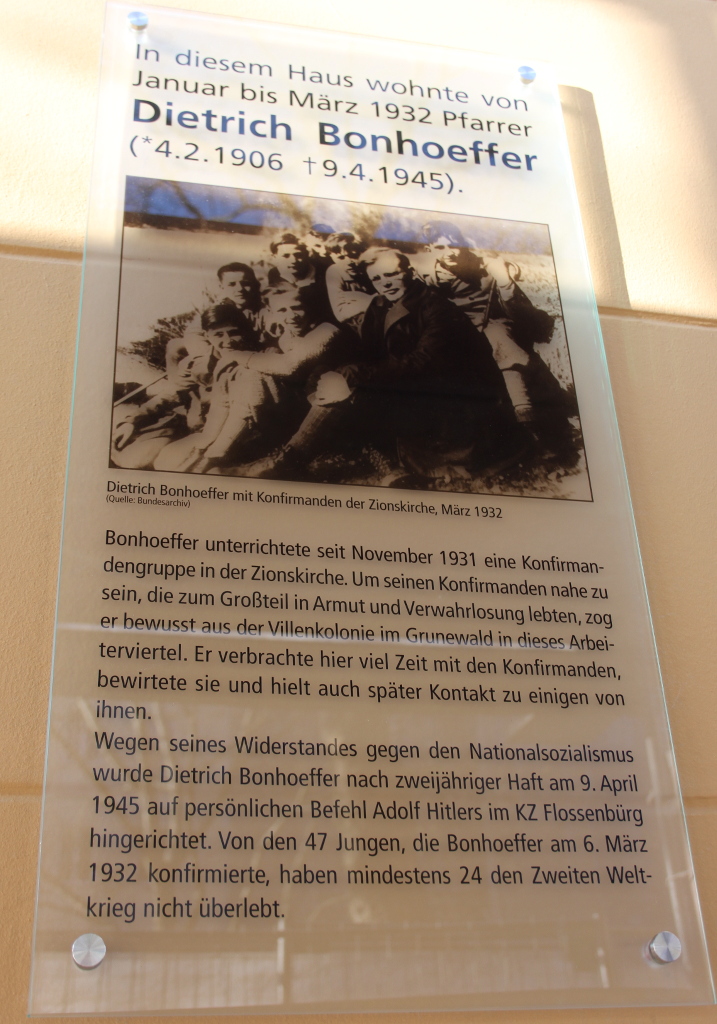 In diesem Haus wohnte von
Januar bis März 1932 Pfarrer
Dietrich Bonhoeffer
(*4.2.1906 †9.4.1945).
Dietrich Bonhoeffer mit Konfirmanden der Zionskirche, März 1932
(Quelle: Bundesarchiv)
Bonhoeffer unterrichtete seit November 1931 eine Konfirman-
dengruppe in der Zionskirche. Um seinen Konfirmanden nahe zu
sein, die zum Großteil in Armut und Verwahrlosung lebten, zog
er bewusst aus der Villenkolonie im Grunewald in dieses Arbei-
terviertel. Er verbrachte hier viel Zeit mit den Konfirmanden,
bewirtete sie und hielt auch später Kontakt zu einigen von
ihnen.
Wegen seines Widerstandes gegen den Nationalsozialismus
wurde Dietrich Bonhoeffer nach zweijähriger Haft am 9. April
1945 auf persönlichen Befehl Adolf Hitlers im KZ Flossenbürg
hingerichtet. Von den 47 Jungen, die Bonhoeffer am 6. März
1932 konfirmierte, haben mindestens 24 den Zweiten Welt-
krieg nicht überlebt.